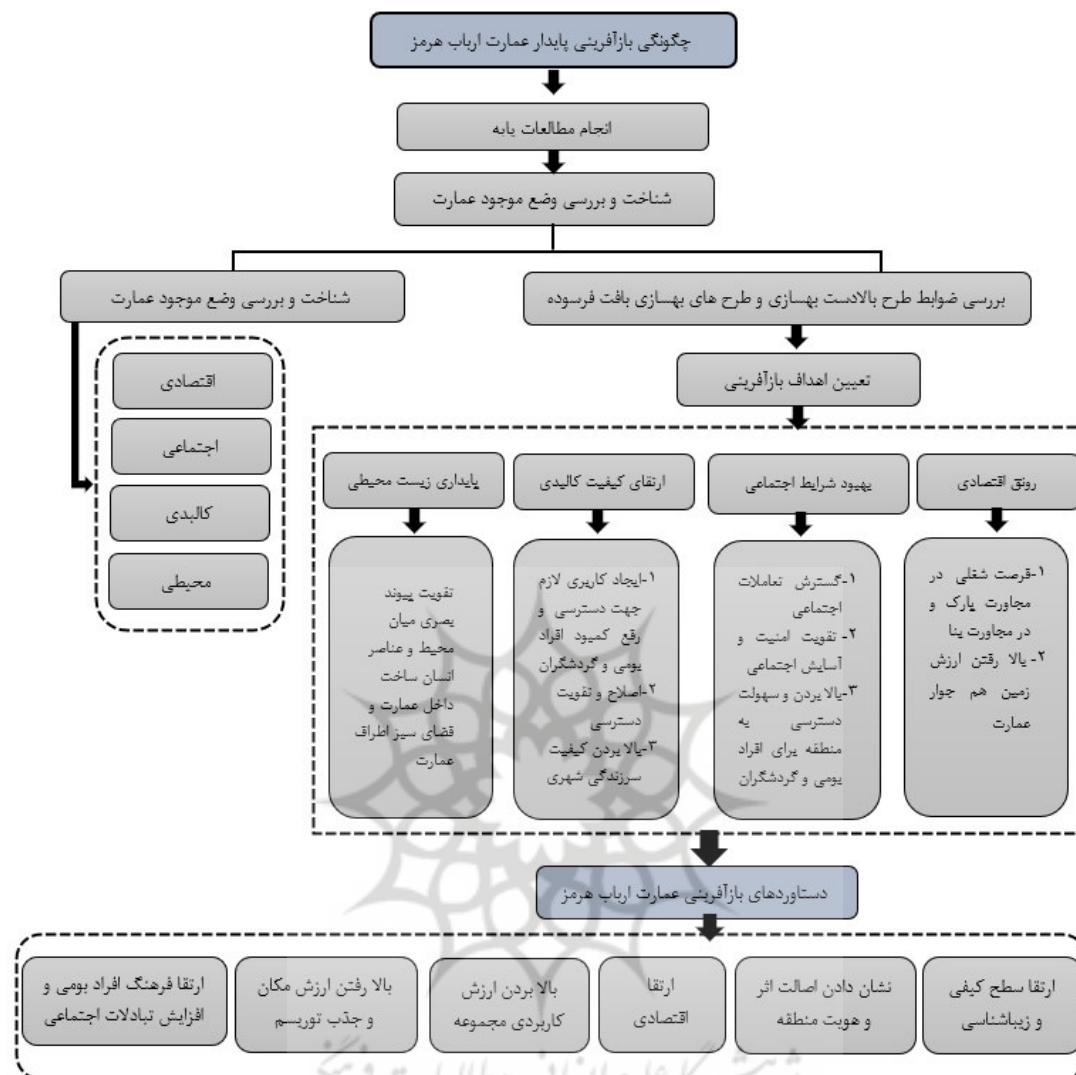 چگونگی بازآفرینی پایدار عمارت ارباب هرمز
انجام مطالعات پایه
شناخت و بررسی وضع موجود عمارت
بررسی ضوابط طرح بالادست بهسازی و طرح های بهسازی بافت فرسوده
شناخت و بررسی وضع موجود عمارت
اقتصادی
اجتماعی
کالبدی
محیطی
تعیین اهداف بازآفرینی
رونق اقتصادی
۱-فرصت شغلی در
مجاورت پارک و
در مجاورت بنا
۲- بالا رفتن ارزش
زمین هم جوار
عمارت
بهبود شرایط اجتماعی
۱-گسترش تعاملات
اجتماعی
۲- تقویت امنیت و
آسایش اجتماعی
۳-بالا بردن و سهولت
دسترسی به
منطقه برای افراد
بومی و گردشگران
ارتقای کیفیت کالبدی
۱-ایجاد کاربری لازم
جهت دسترسی و
رفع کمبود افراد
بومی و گردشگران
۲-اصلاح و تقویت
دسترسی
۳-بالا بردن کیفیت
سرزندگی شهری
پایداری زیست محیطی
تقویت پیوند
بصری میان
محیط و عناصر
انسان ساخت
داخل عمارت و
فضای سبز اطراف
عمارت
دستاوردهای بازآفرینی عمارت ارباب هرمز
ارتقا سطح کیفی
و زیباشناسی
نشان دادن اصالت اثر
و هویت منطقه
ارتقا
اقتصادی
بالا بردن ارزش
کاربردی مجموعه
بالا رفتن ارزش مکان
و جذب توریسم
ارتقا فرهنگ افراد بومی و
افزایش تبادلات اجتماعی